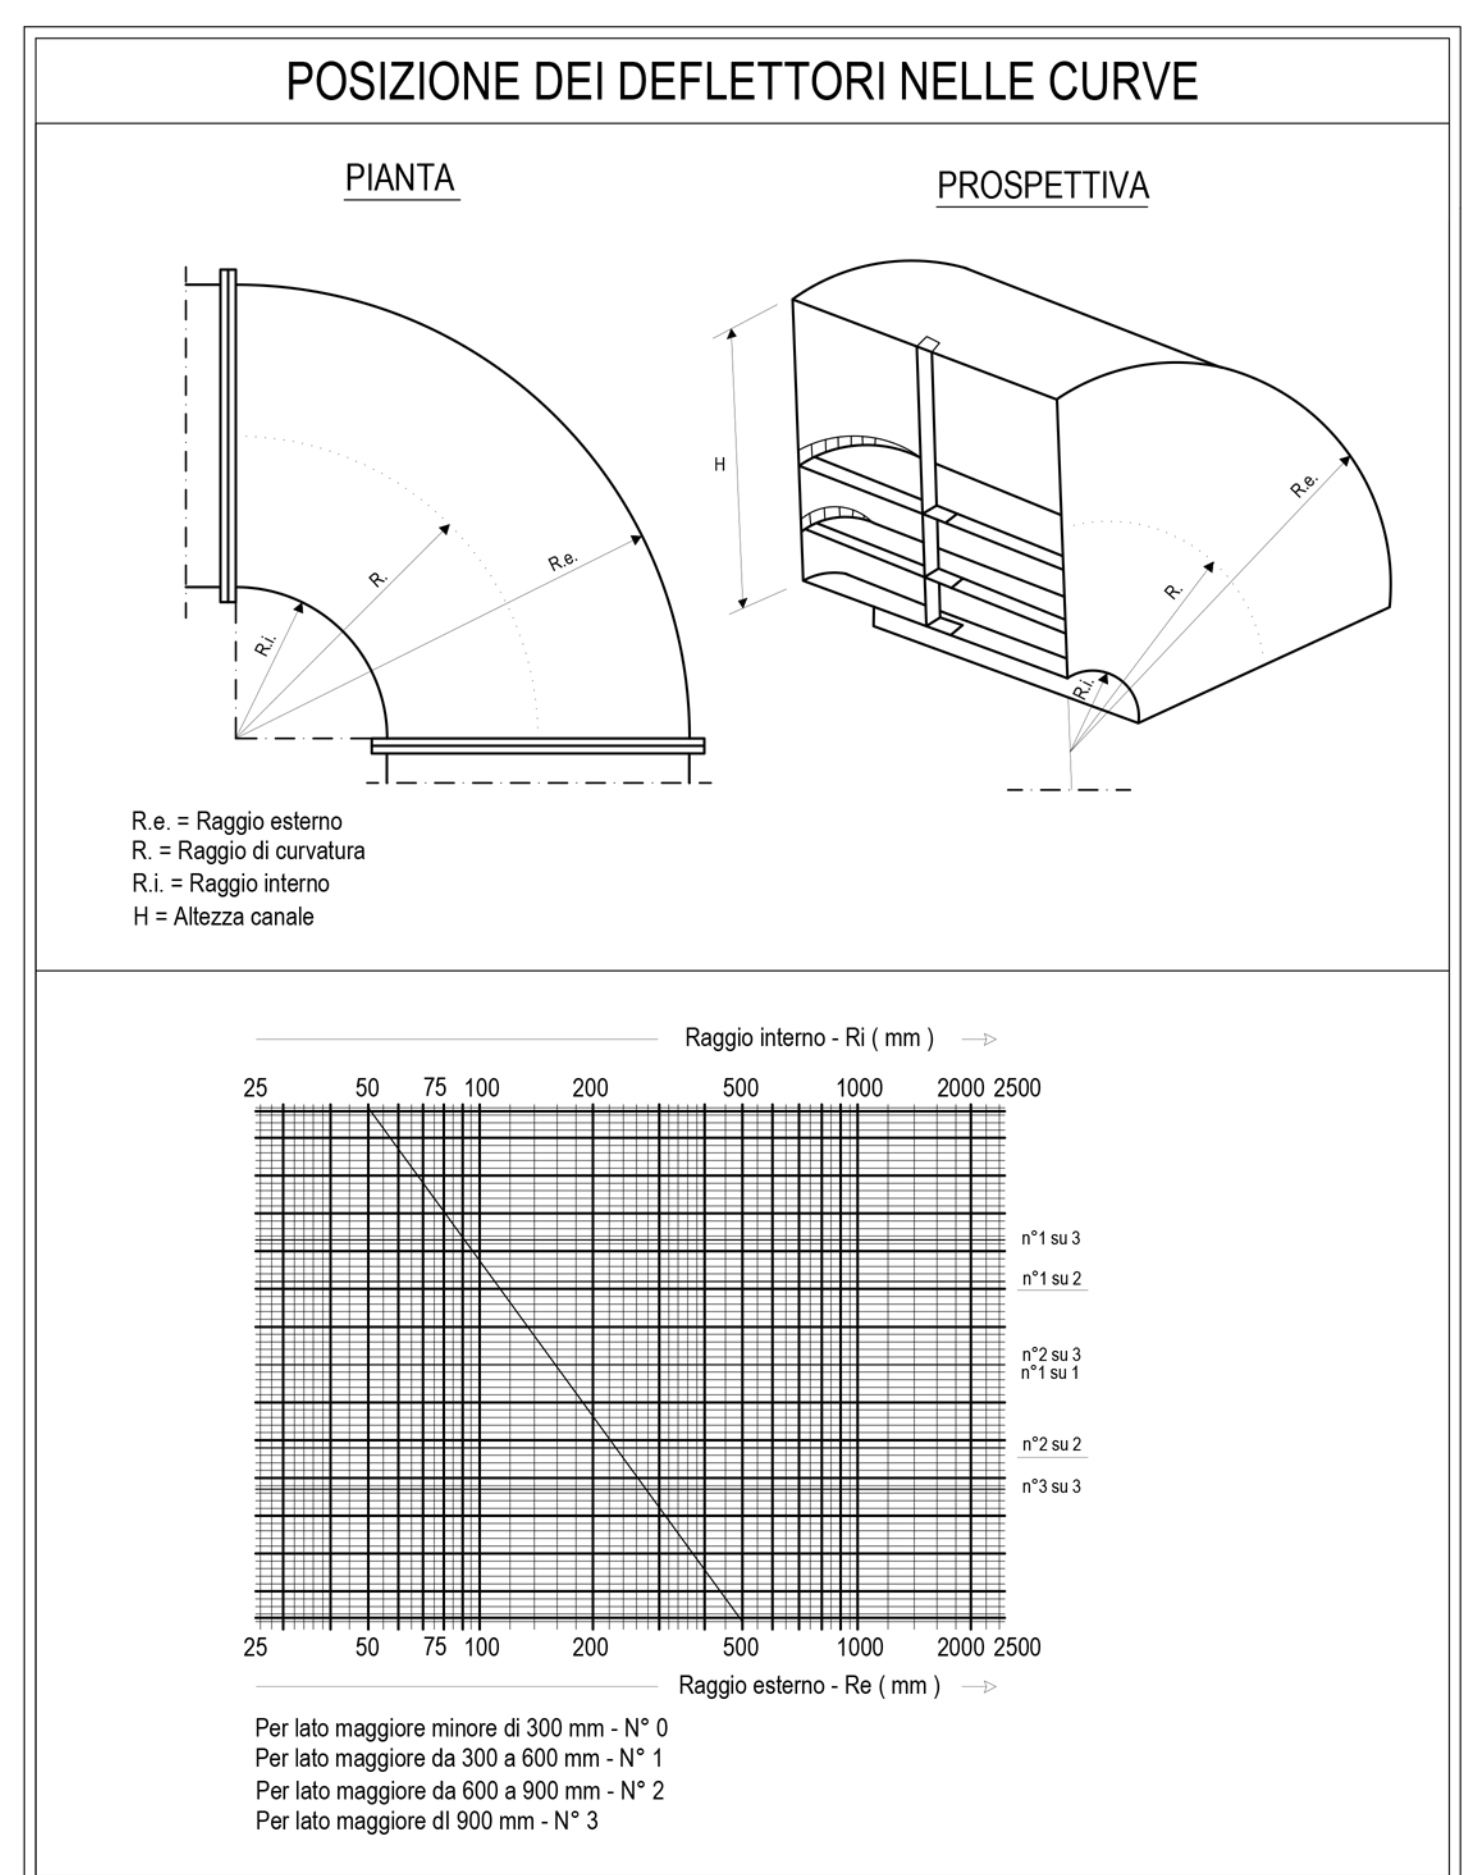 POSIZIONE DEI DEFLETTORI NELLE CURVE
PIANTA
PROSPETTIVA
R.i.
R.
R.e.
H
R.e.
R.
R.i.
R.e. = Raggio esterno
R. = Raggio di curvatura
R.i. = Raggio interno
H = Altezza canale
Raggio interno - Ri ( mm )
25 50 75 100 200 500 1000 2000 2500
n°1 su 3
n°1 su 2
n°2 su 3
n°1 su 1
n°2 su 2
n°3 su 3
25 50 75 100 200 500 1000 2000 2500
Raggio esterno - Re ( mm )
Per lato maggiore minore di 300 mm - N° 0
Per lato maggiore da 300 a 600 mm - N° 1
Per lato maggiore da 600 a 900 mm - N° 2
Per lato maggiore dI 900 mm - N° 3